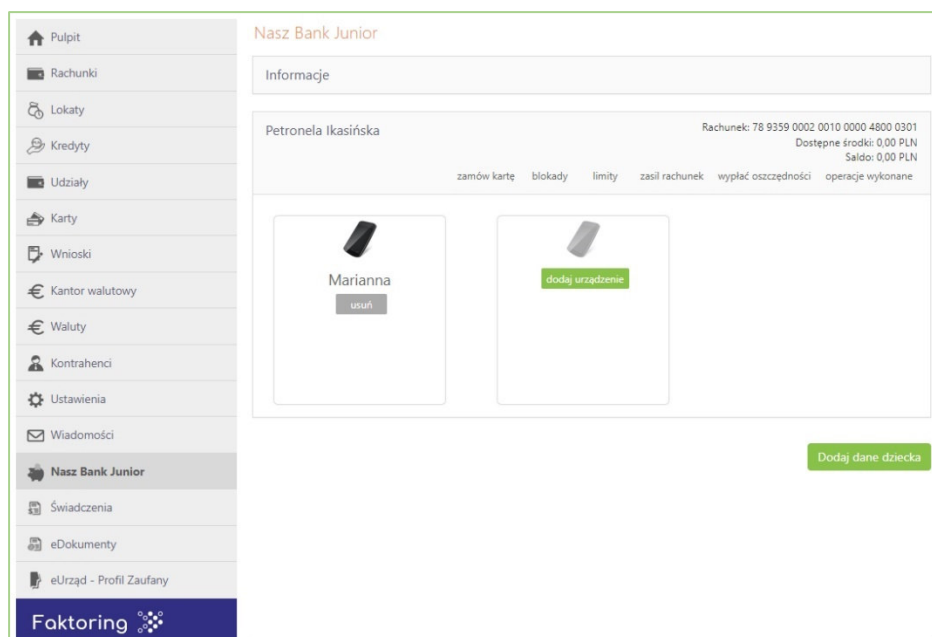 Pulpit
Rachunki
Lokaty
Kredyty
Udziały
Karty
Wnioski
Kantor walutowy
Waluty
Kontrahenci
Ustawienia
Wiadomości
Nasz Bank Junior
Świadczenia
eDokumenty
eUrząd - Profil Zaufany
Faktoring
Nasz Bank Junior
Informacje
Petronela Ikasińska
Rachunek: 78 9359 0002 0010 0000 4800 0301
Dostępne środki: 0,00 PLN
Saldo: 0,00 PLN
zamów kartę blokady limity zasil rachunek wypłać oszczędności operacje wykonane
Marianna
usuń
dodaj urządzenie
Dodaj dane dziecka